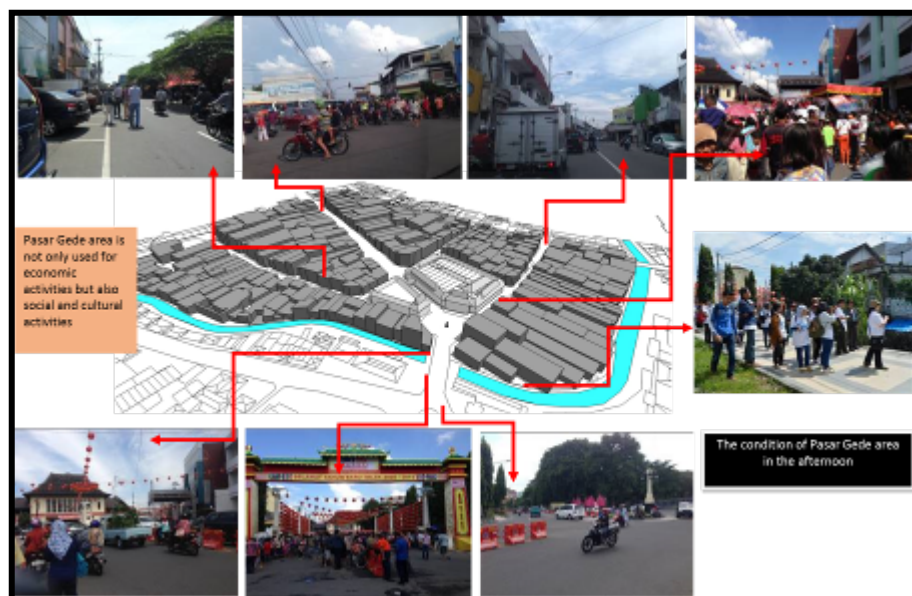 Pasar Gede area is
not only used for
economic
activities but also
social and cultural
activities
The condition of Pasar Gede area
in the afternoon